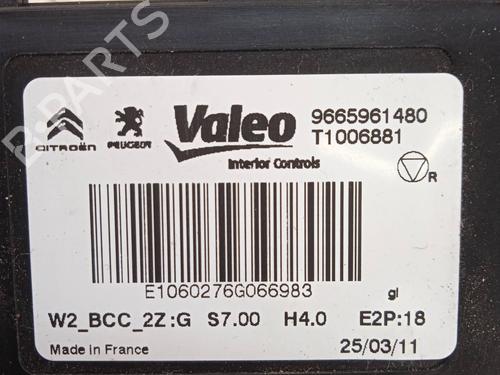 B-PARTS
CITROËN
PEUGEOT
Valeo
Interior Controls
9665961480
T1006881
R
E1060276G066983
gl
W2_BCC_2Z:G S7.00 H4.0 E2P:18
Made in France
25/03/11